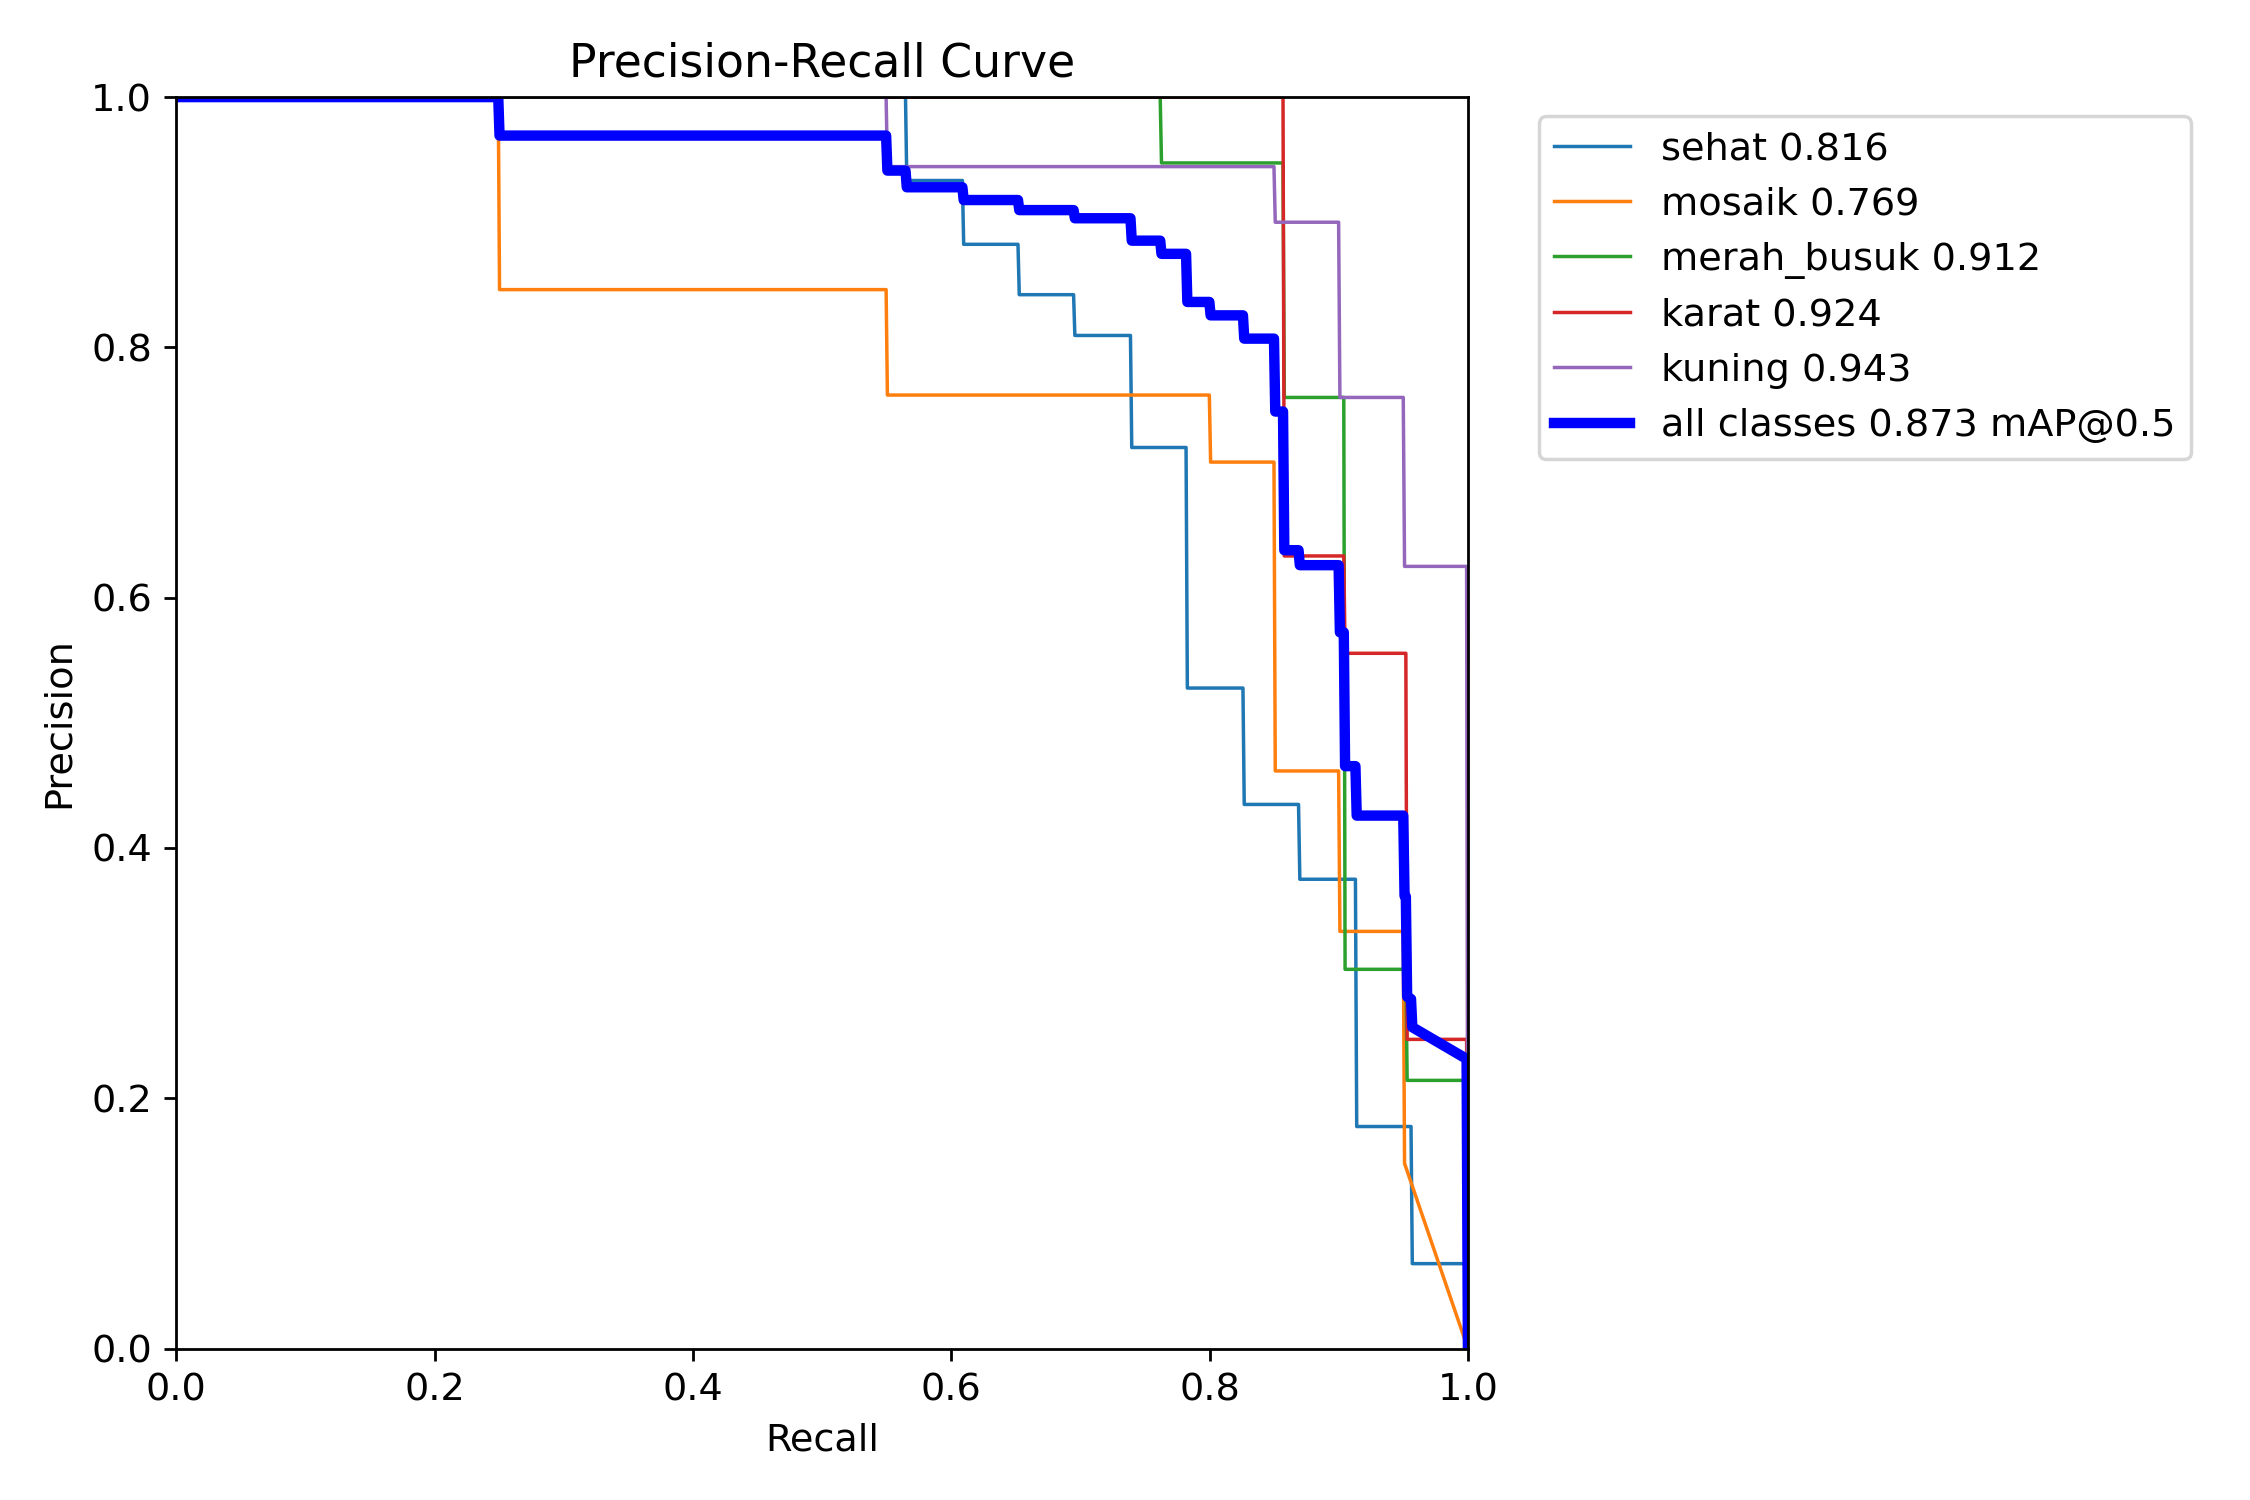 Precision-Recall Curve
1.0
0.8
0.6
0.4
0.2
0.0
Precision
0.0 0.2 0.4 0.6 0.8 1.0
Recall
sehat 0.816
mosaik 0.769
merah_busuk 0.912
karat 0.924
kuning 0.943
all classes 0.873 mAP@0.5